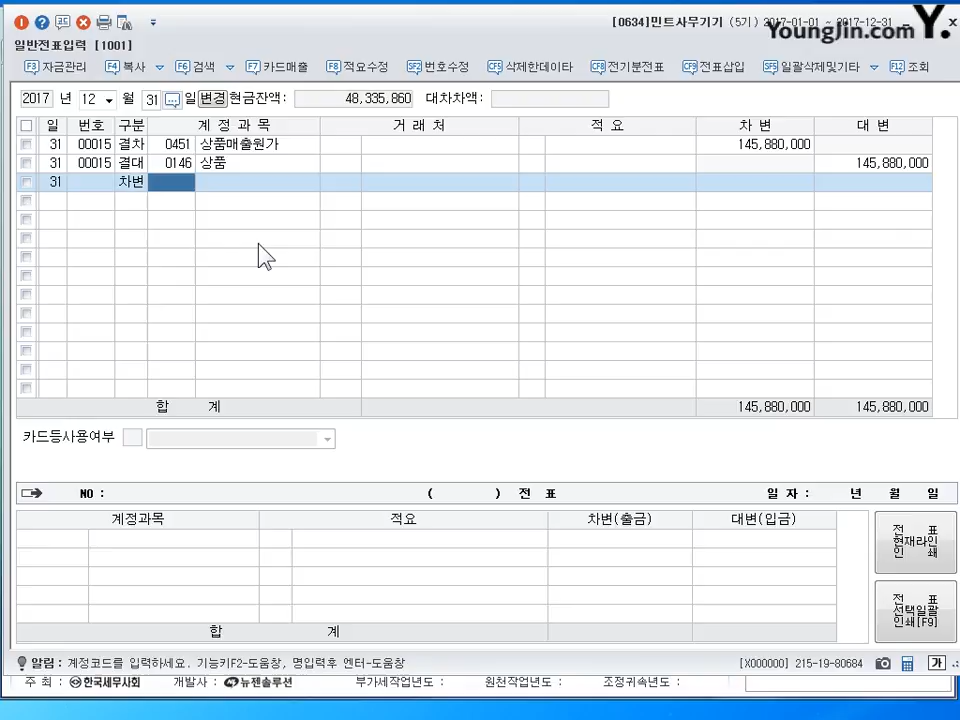 [0634]민트사무기기 (5기) 2017-01-01 ~ 2017-12-31
YoungJin.com Y.
일반전표입력 [1001]
F3 자금관리 F4 복사 F6 검색 F7 카드매출 F8 적요수정 SF2 번호수정 CF5 삭제한데이타 CF8 전기분전표 CF9 전표삽입 SF5 일괄삭제및기타 F12 조회
2017 년 12 월 31 일 변경 현금잔액: 48,335,860 대차차액:
일 번호 구분 계 정 과 목 거 래 처 적 요 차 변 대 변
31 00015 결차 0451 상품매출원가 145,880,000
31 00015 결대 0146 상품 145,880,000
31 차변
합 계 145,880,000 145,880,000
카드등사용여부
NO : ( ) 전 표 일 자 : 년 월 일
계정과목 적요 차변(출금) 대변(입금)
전 표
현재라인
인 쇄
전 표
선택일괄
인쇄[F9]
합 계
알림 : 계정코드를 입력하세요. 기능키F2-도움창, 명입력후 엔터-도움창 [X000000] 215-19-80684 가
주 최 : 한국세무사회 개발사 : 뉴젠솔루션 부가세작업년도 : 원천작업년도 : 조정귀속년도 :